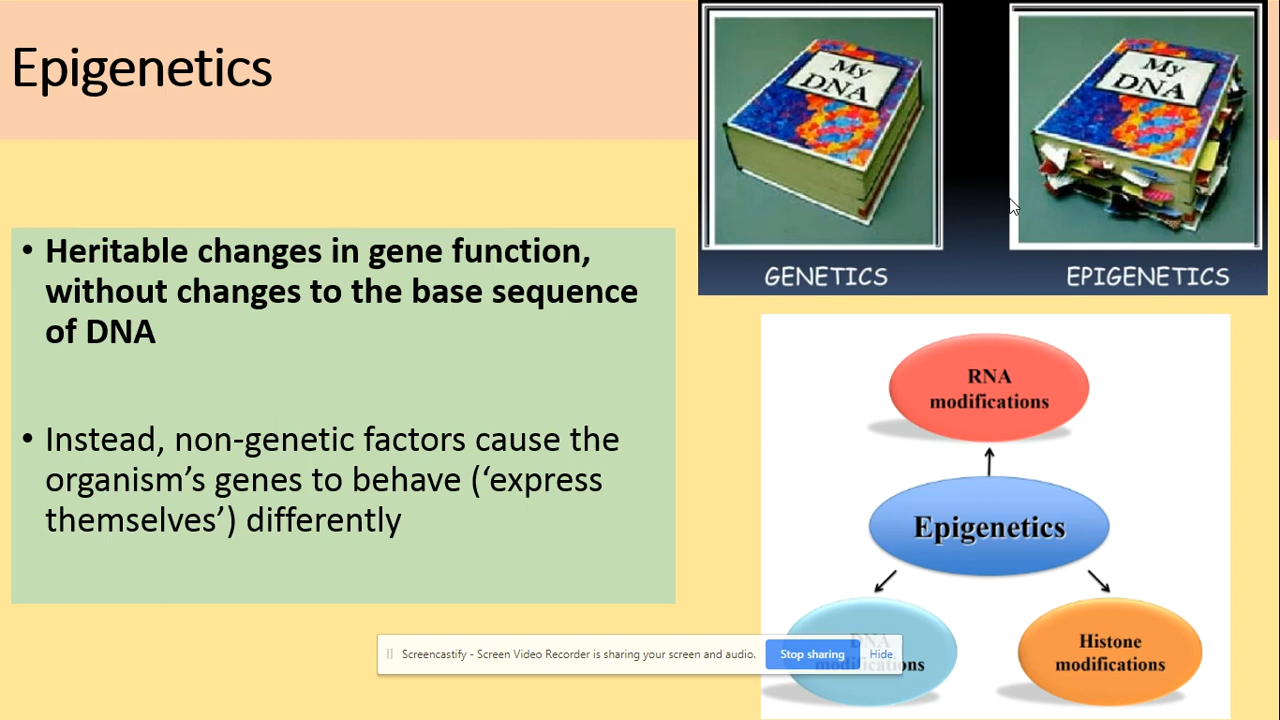 Epigenetics
• Heritable changes in gene function,
without changes to the base sequence
of DNA
• Instead, non-genetic factors cause the
organism’s genes to behave (‘express
themselves’) differently
My
DNA
GENETICS
My
DNA
EPIGENETICS
RNA
modifications
Epigenetics
DNA
modifications
Histone
modifications
Screencastify - Screen Video Recorder is sharing your screen and audio.
Stop sharing
Hide